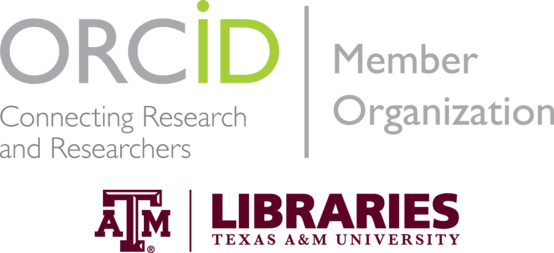 ORCiD
Connecting Research
and Researchers
Member
Organization
ATM®
LIBRARIES
TEXAS A&M UNIVERSITY